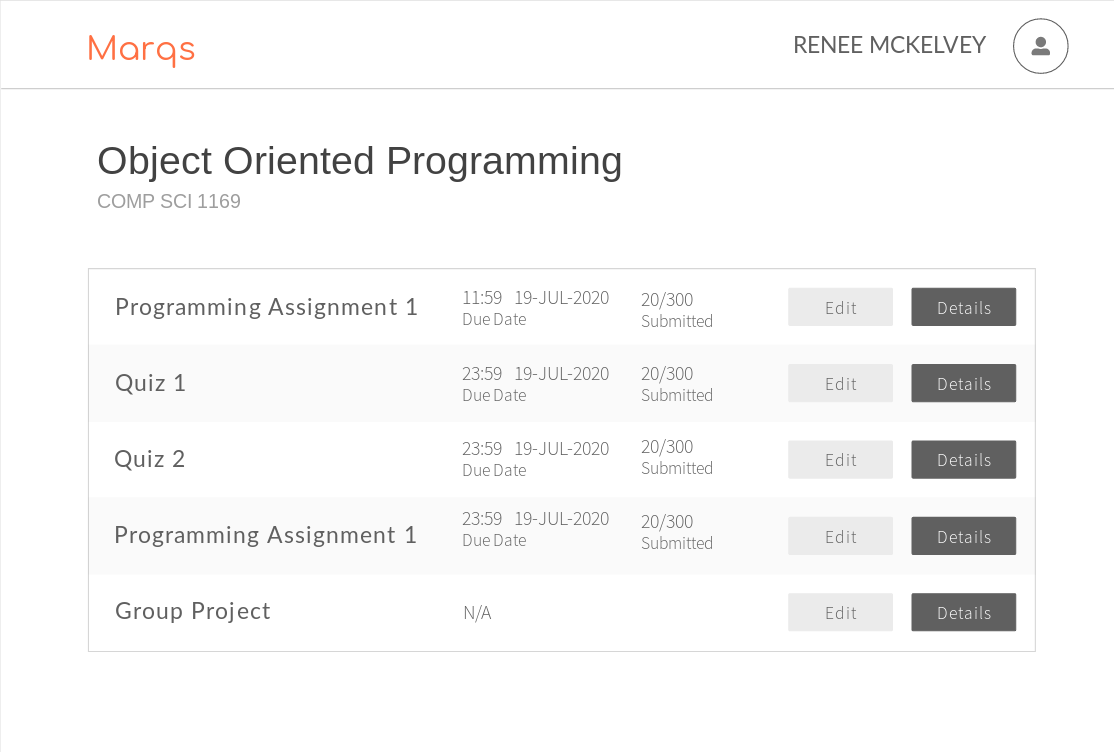 Marqs
RENEE MCKELVEY
Object Oriented Programming
COMP SCI 1169
Programming Assignment 1
11:59 19-JUL-2020
Due Date
20/300
Submitted
Edit
Details
Quiz 1
23:59 19-JUL-2020
Due Date
20/300
Submitted
Edit
Details
Quiz 2
23:59 19-JUL-2020
Due Date
20/300
Submitted
Edit
Details
Programming Assignment 1
23:59 19-JUL-2020
Due Date
20/300
Submitted
Edit
Details
Group Project
N/A
Edit
Details